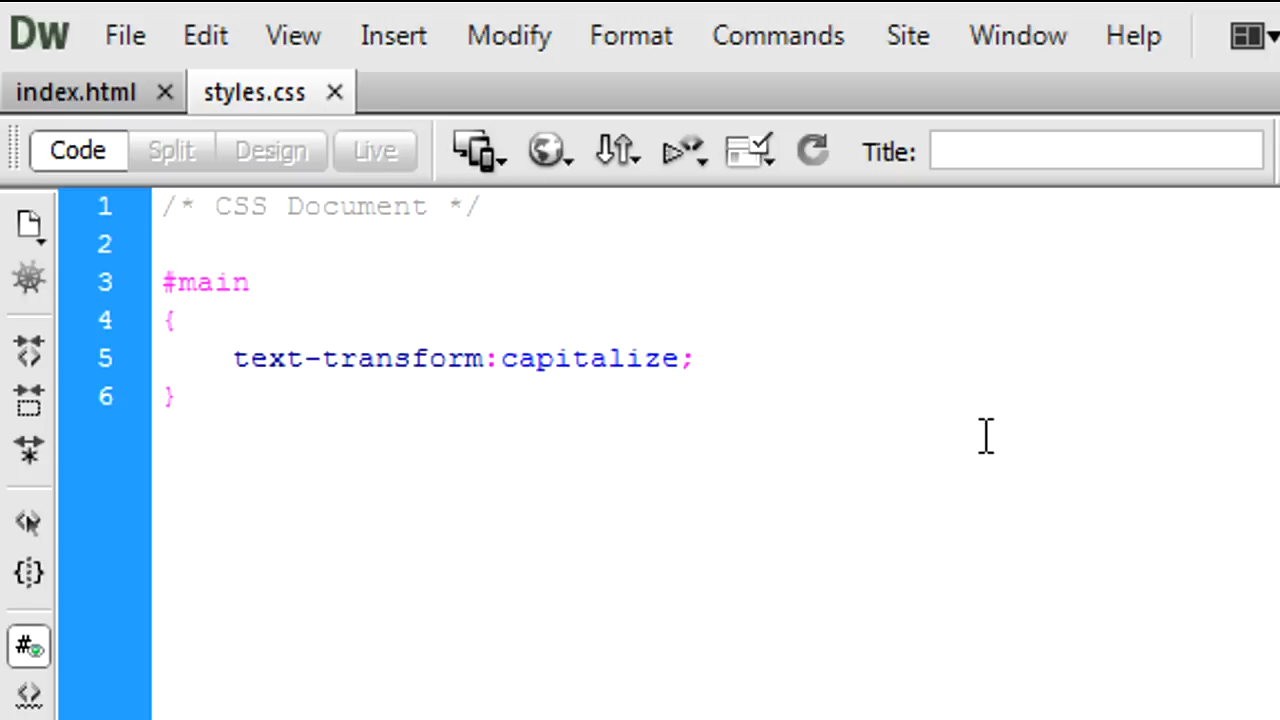 Dw File Edit View Insert Modify Format Commands Site Window Help
index.html styles.css
Code Split Design Live Title:
1 /* CSS Document */
2
3 #main
4 {
5 text-transform:capitalize;
6 }